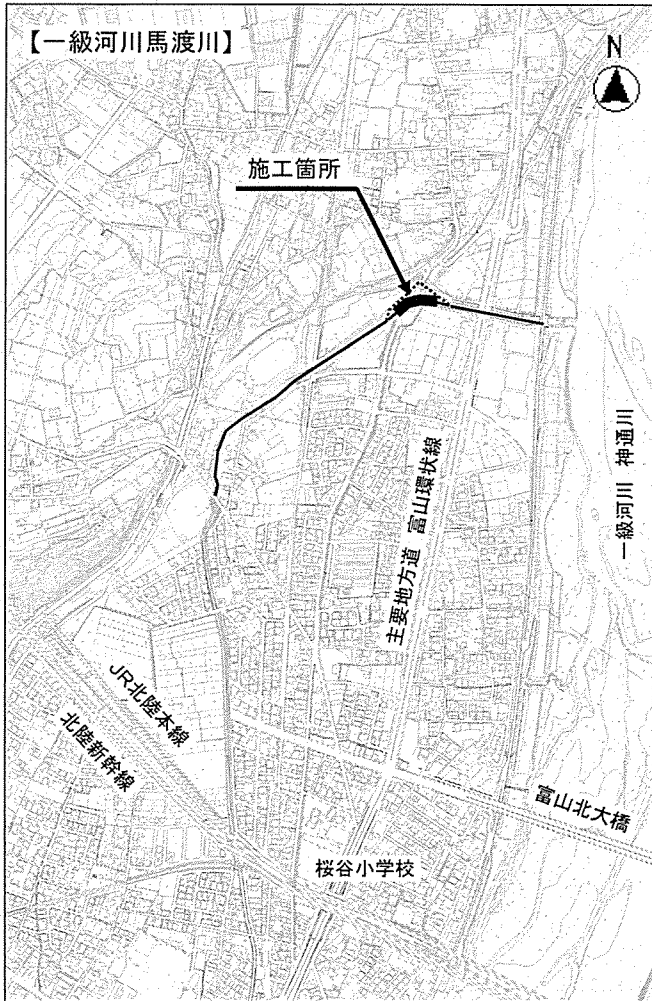 【一級河川馬渡川】
N
施工箇所
一級河川 神通川
主要地方道 富山環状線
JR北陸本線
北陸新幹線
富山北大橋
桜谷小学校